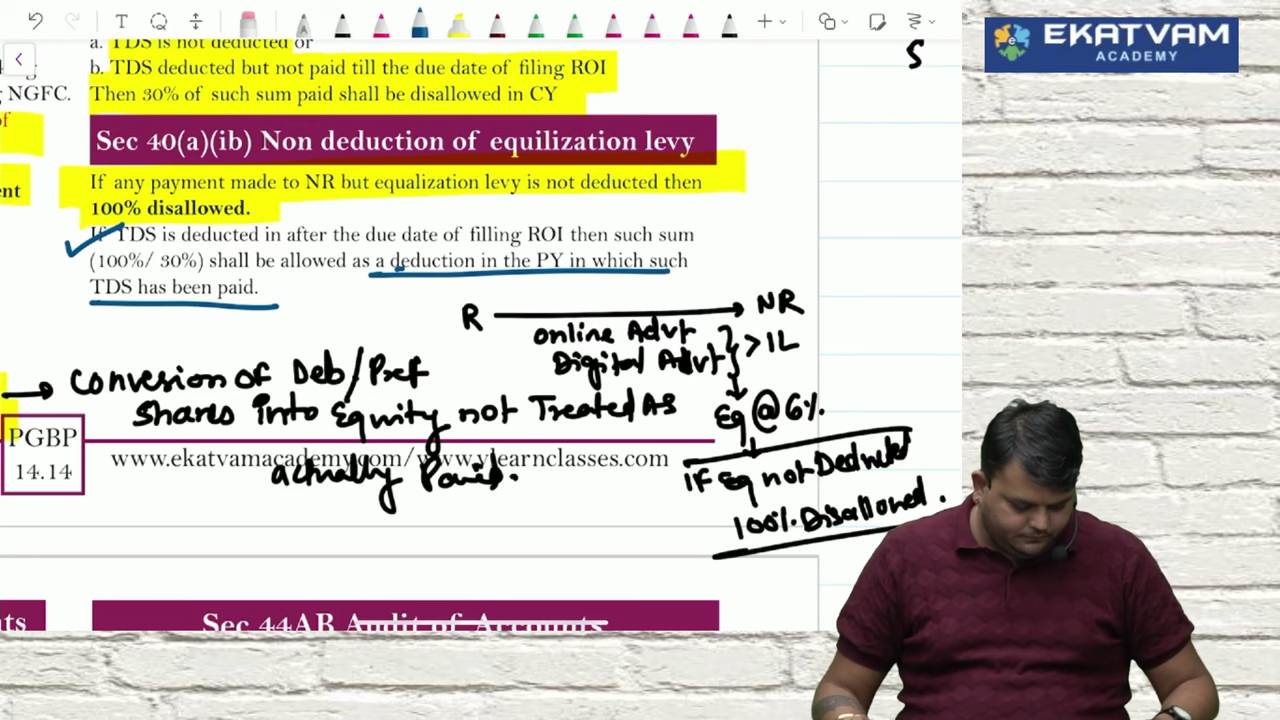 EKATVAM
ACADEMY
S
a. TDS is not deducted or
b. TDS deducted but not paid till the due date of filing ROI
NGFC.
Then 30% of such sum paid shall be disallowed in CY
of
Sec 40(a)(ib) Non deduction of equilization levy
ent
If any payment made to NR but equalization levy is not deducted then
100% disallowed.
If TDS is deducted in after the due date of filling ROI then such sum
(100%/ 30%) shall be allowed as a deduction in the PY in which such
TDS has been paid.
R NR
online Advt
Digital Advt
>1L
Eq @6%.
IF Eq not Deducted
100%. Disallowed.
Convesion of Deb/Pref
Shares into Equity not Treated As
actually Paid.
PGBP
14.14
www.ekatvamacademy.com/www.vlearnclasses.com
nts
Sec 44AB Audit of Accounts